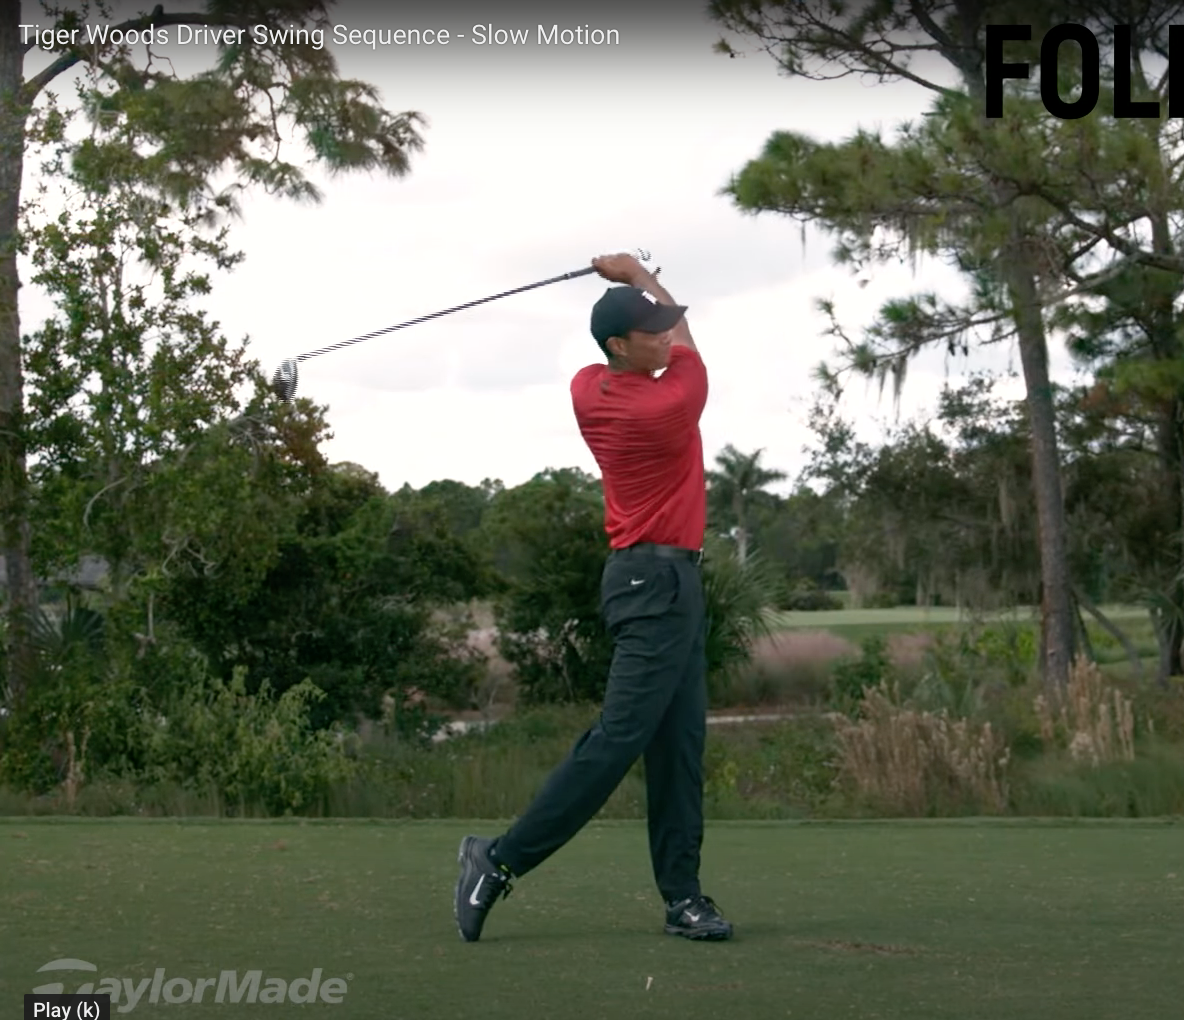 Tiger Woods Driver Swing Sequence - Slow Motion
FOL
TaylorMade
Play (k)